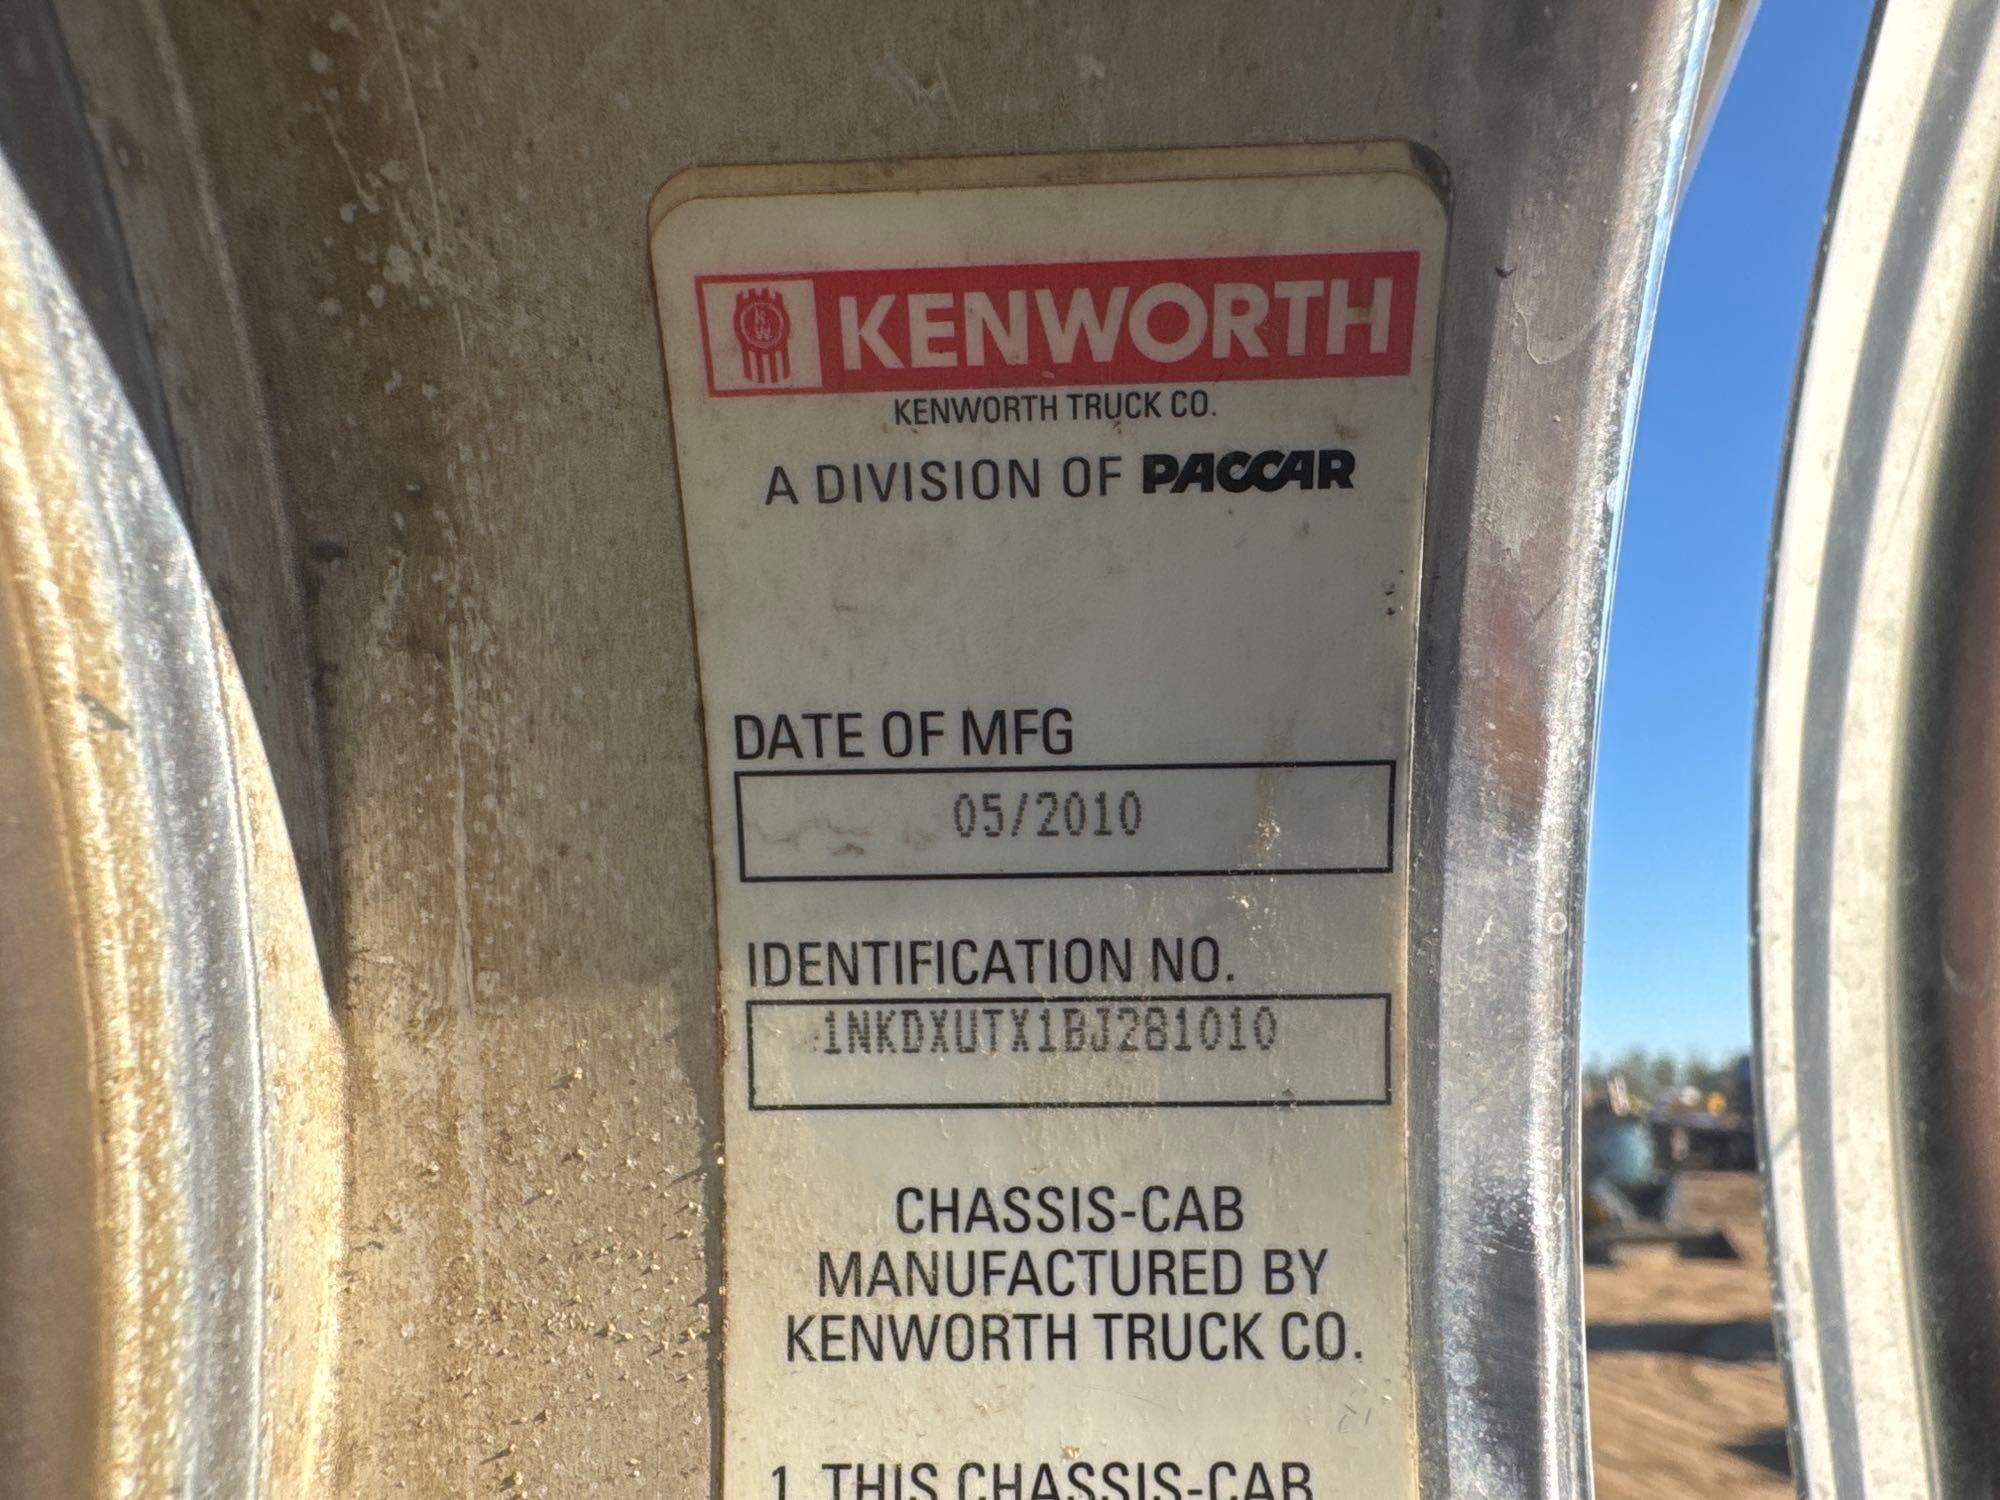 KW KENWORTH
KENWORTH TRUCK CO.
A DIVISION OF PACCAR
DATE OF MFG
05/2010
IDENTIFICATION NO.
1NKDXUTX1BJ281010
CHASSIS-CAB
MANUFACTURED BY
KENWORTH TRUCK CO.
1. THIS CHASSIS-CAB